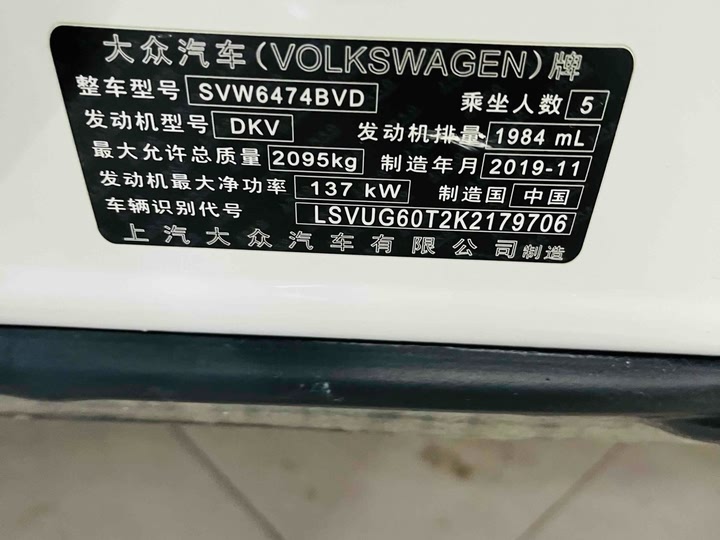 大众汽车(VOLKSWAGEN)牌
整车型号 SVW6474BVD 乘坐人数 5
发动机型号 DKV 发动机排量 1984 mL
最大允许总质量 2095kg 制造年月 2019-11
发动机最大净功率 137 kW 制造国 中国
车辆识别代号 LSVUG60T2K2179706
上汽大众汽车有限公司制造